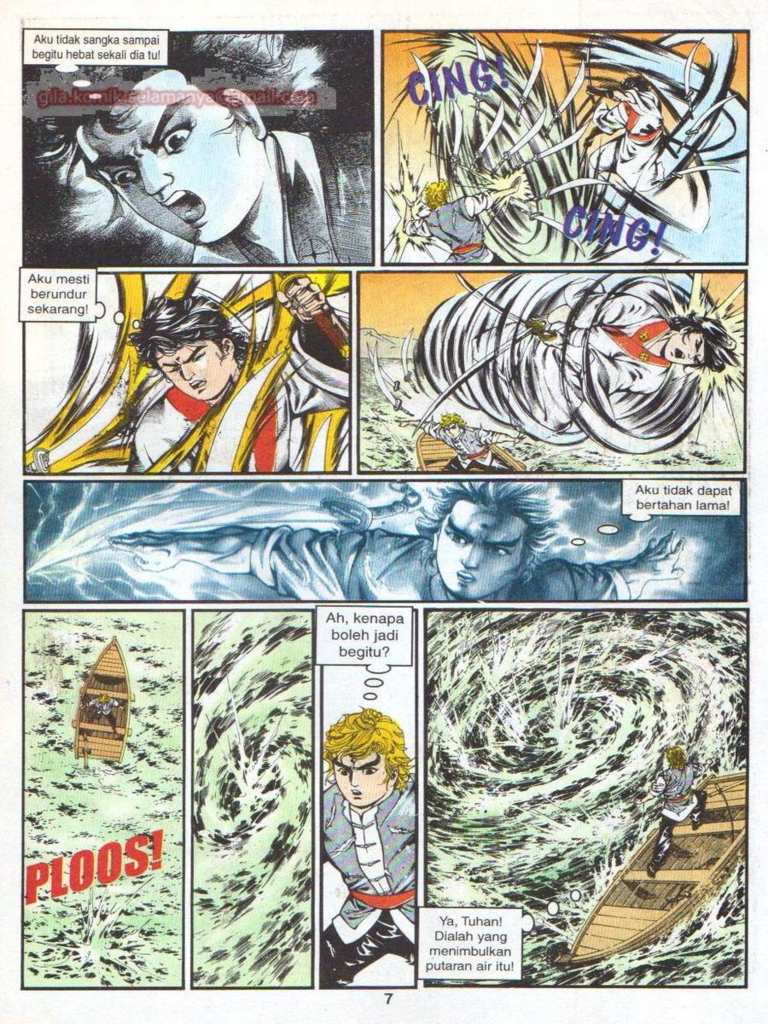 Aku tidak sangka sampai
begitu hebat sekali dia tu!
gila.komikselamanya@gmail.com
CING!
CING!
Aku mesti
berundur
sekarang!
Aku tidak dapat
bertahan lama!
PLOOS!
Ah, kenapa
boleh jadi
begitu?
Ya, Tuhan!
Dialah yang
menimbulkan
putaran air itu!
7